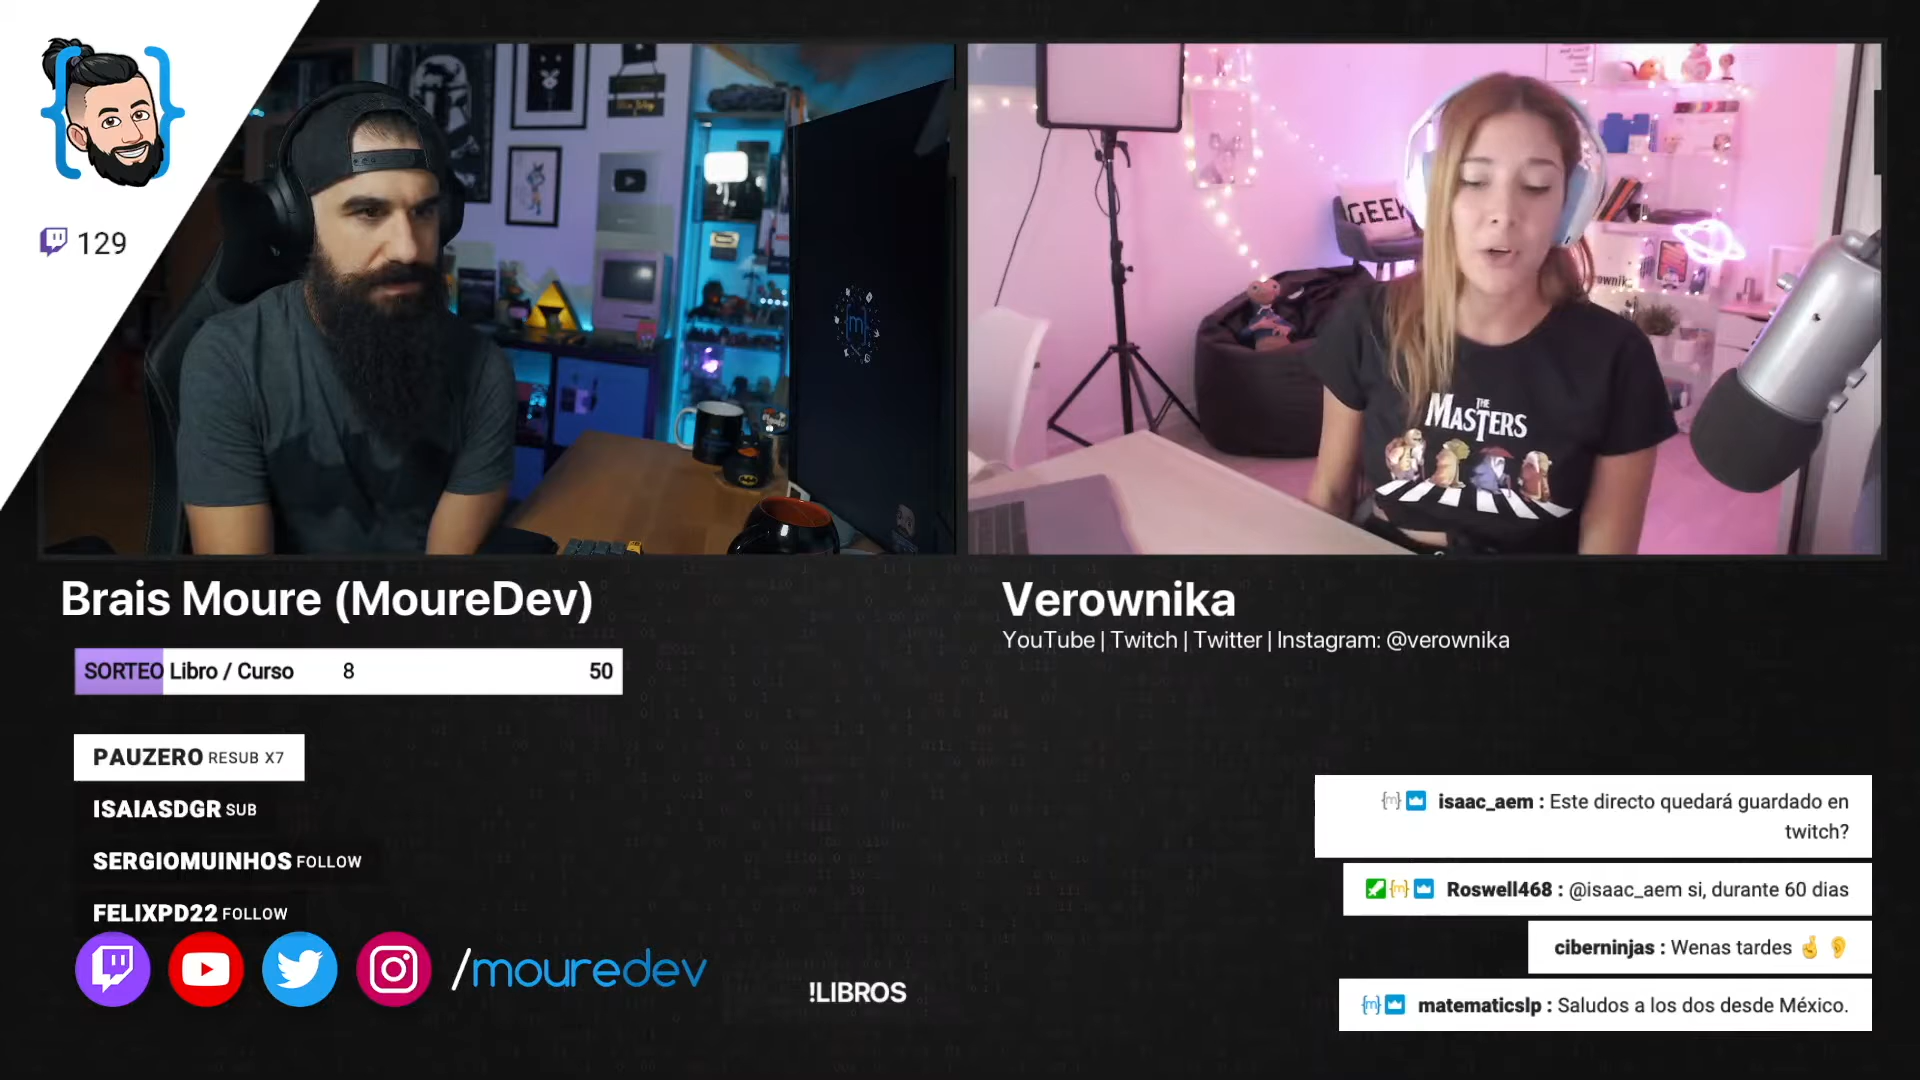 129
GEEK
THE
MASTERS
{m}
Brais Moure (MoureDev)
SORTEO Libro / Curso 8 50
PAUZERO RESUB X7
ISAIASDGR SUB
SERGIOMUINHOS FOLLOW
FELIXPD22 FOLLOW
/mouredev
!LIBROS
Verownika
YouTube | Twitch | Twitter | Instagram: @verownika
{m} isaac_aem : Este directo quedará guardado en
twitch?
{m} Roswell468 : @isaac_aem si, durante 60 dias
ciberninjas : Wenas tardes
{m} matematicslp : Saludos a los dos desde México.